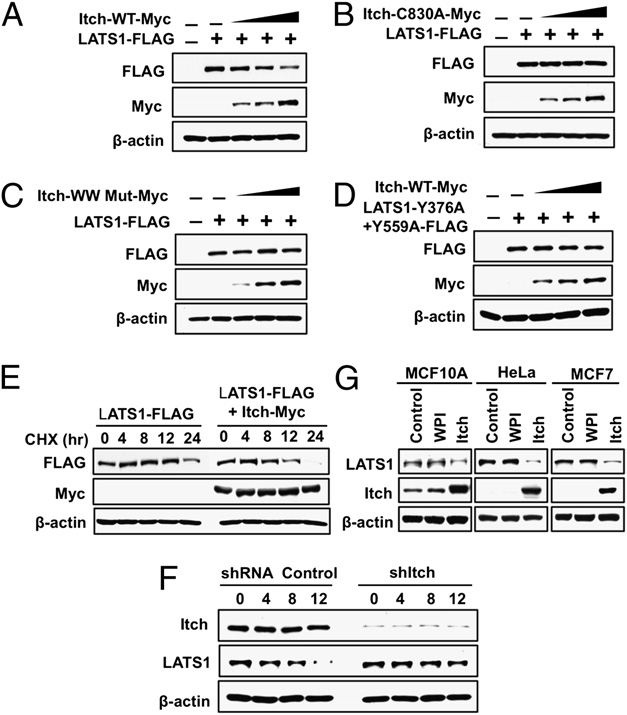 A
Itch-WT-Myc
LATS1-FLAG – + + + +
FLAG
Myc
β-actin
B
Itch-C830A-Myc – –
LATS1-FLAG – + + + +
FLAG
Myc
β-actin
C
Itch-WW Mut-Myc – –
LATS1-FLAG – + + + +
FLAG
Myc
β-actin
D
Itch-WT-Myc – –
LATS1-Y376A
+Y559A-FLAG – + + + +
FLAG
Myc
β-actin
E
LATS1-FLAG
LATS1-FLAG
+ Itch-Myc
CHX (hr) 0 4 8 12 24 0 4 8 12 24
FLAG
Myc
β-actin
G
MCF10A HeLa MCF7
Control WPI Itch Control WPI Itch Control WPI Itch
LATS1
Itch
β-actin
F
shRNA Control shItch
0 4 8 12 0 4 8 12
Itch
LATS1
β-actin